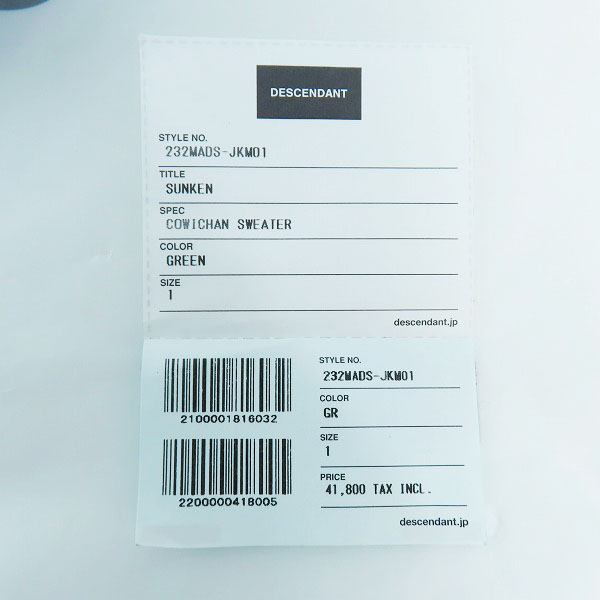 DESCENDANT
STYLE NO.
232MADS-JKM01
TITLE
SUNKEN
SPEC
COWICHAN SWEATER
COLOR
GREEN
SIZE
1
descendant.jp
2100001816032
2200000418005
STYLE NO.
232MADS-JKM01
COLOR
GR
SIZE
1
PRICE
41,800 TAX INCL.
descendant.jp